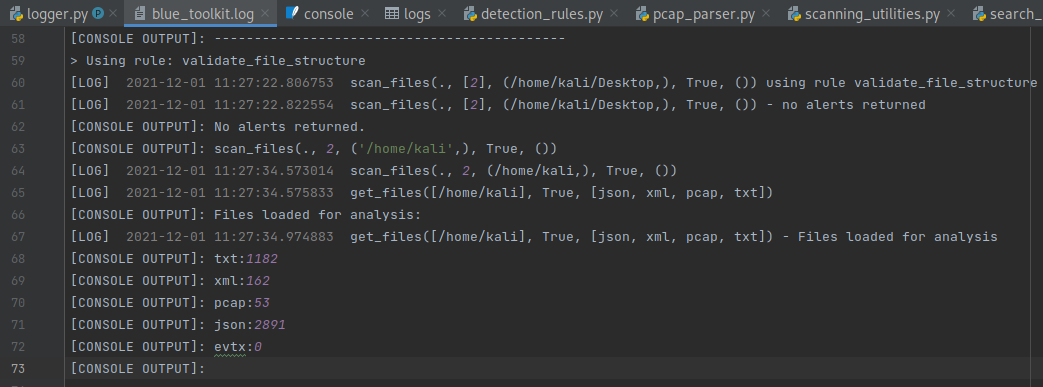 logger.py blue_toolkit.log console logs detection_rules.py pcap_parser.py scanning_utilities.py search_
58 [CONSOLE OUTPUT]: --------------------------------------------
59 > Using rule: validate_file_structure
60 [LOG] 2021-12-01 11:27:22.806753 scan_files(., [2], (/home/kali/Desktop,), True, ()) using rule validate_file_structure
61 [LOG] 2021-12-01 11:27:22.822554 scan_files(., [2], (/home/kali/Desktop,), True, ()) - no alerts returned
62 [CONSOLE OUTPUT]: No alerts returned.
63 [CONSOLE OUTPUT]: scan_files(., 2, ('/home/kali',), True, ())
64 [LOG] 2021-12-01 11:27:34.573014 scan_files(., 2, (/home/kali,), True, ())
65 [LOG] 2021-12-01 11:27:34.575833 get_files([/home/kali], True, [json, xml, pcap, txt])
66 [CONSOLE OUTPUT]: Files loaded for analysis:
67 [LOG] 2021-12-01 11:27:34.974883 get_files([/home/kali], True, [json, xml, pcap, txt]) - Files loaded for analysis
68 [CONSOLE OUTPUT]: txt:1182
69 [CONSOLE OUTPUT]: xml:162
70 [CONSOLE OUTPUT]: pcap:53
71 [CONSOLE OUTPUT]: json:2891
72 [CONSOLE OUTPUT]: evtx:0
73 [CONSOLE OUTPUT]: